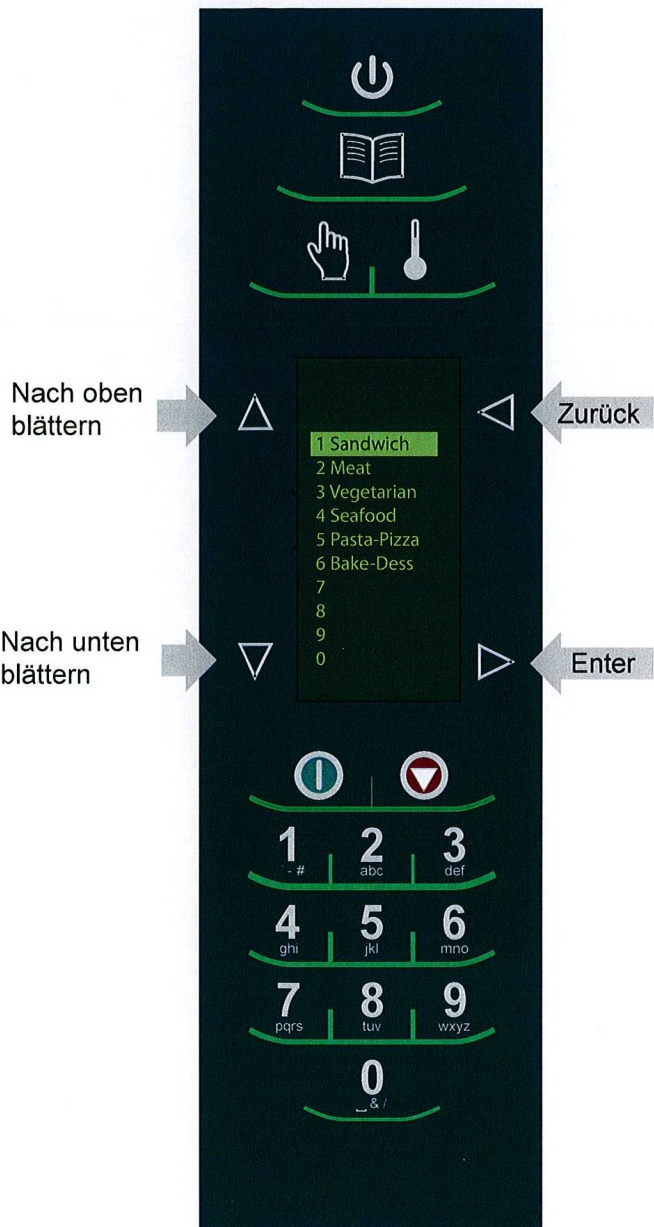 Nach oben
blättern
Zurück
1 Sandwich
2 Meat
3 Vegetarian
4 Seafood
5 Pasta-Pizza
6 Bake-Dess
7
8
9
0
Nach unten
blättern
Enter
1 2 3
- # abc def
4 5 6
ghi jkl mno
7 8 9
pqrs tuv wxyz
0
␣ & /